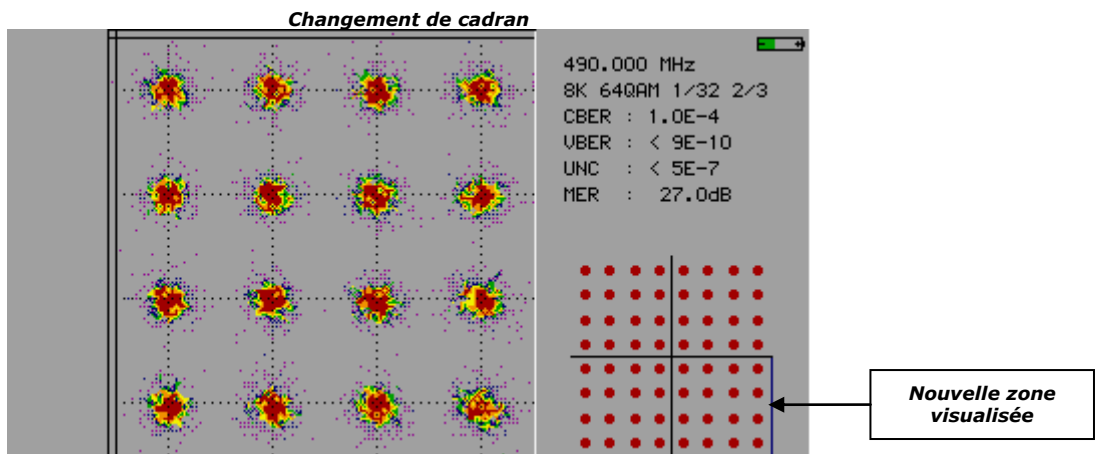 Changement de cadran
490.000 MHz
8K 64QAM 1/32 2/3
CBER : 1.0E-4
VBER : < 9E-10
UNC : < 5E-7
MER : 27.0dB
Nouvelle zone
visualisée